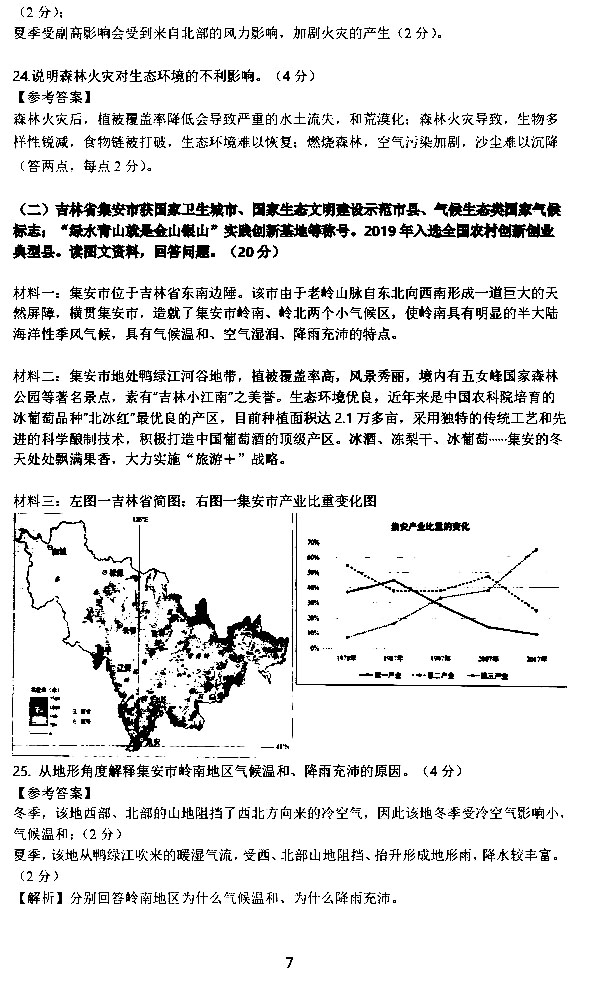 （2分）；
夏季受副高影响会受到来自北部的风力影响，加剧火灾的产生（2分）。
24.说明森林火灾对生态环境的不利影响。（4分）
【参考答案】
森林火灾后，植被覆盖率降低会导致严重的水土流失，和荒漠化；森林火灾导致，生物多
样性锐减，食物链被打破，生态环境难以恢复；燃烧森林，空气污染加剧，沙尘难以沉降
（答两点，每点2分）。
（二）吉林省集安市获国家卫生城市、国家生态文明建设示范市县、气候生态类国家气候
标志；“绿水青山就是金山银山”实践创新基地等称号。2019年入选全国农村创新创业
典型县。读图文资料，回答问题。（20分）
材料一：集安市位于吉林省东南边陲。该市由于老岭山脉自东北向西南形成一道巨大的天
然屏障，横贯集安市，造就了集安市岭南、岭北两个小气候区，使岭南具有明显的半大陆
海洋性季风气候，具有气候温和、空气湿润、降雨充沛的特点。
材料二：集安市地处鸭绿江河谷地带，植被覆盖率高，风景秀丽，境内有五女峰国家森林
公园等著名景点，素有“吉林小江南”之美誉。生态环境优良，近年来是中国农科院培育的
冰葡萄品种“北冰红”最优良的产区，目前种植面积达2.1万多亩，采用独特的传统工艺和先
进的科学酿制技术，积极打造中国葡萄酒的顶级产区。冰酒、冻梨干、冰葡萄……集安的冬
天处处飘满果香，大力实施“旅游＋”战略。
材料三：左图一吉林省简图；右图一集安市产业比重变化图
集安产业比重的变化
70%
60%
50%
40%
30%
20%
10%
0%
1978年 1987年 1997年 2007年 2017年
第一产业 第二产业 第三产业
126°E
集安
41°N
25. 从地形角度解释集安市岭南地区气候温和、降雨充沛的原因。（4分）
【参考答案】
冬季，该地西部、北部的山地阻挡了西北方向来的冷空气，因此该地冬季受冷空气影响小，
气候温和；（2分）
夏季，该地从鸭绿江吹来的暖湿气流，受西、北部山地阻挡、抬升形成地形雨，降水较丰富。
（2分）
【解析】分别回答岭南地区为什么气候温和、为什么降雨充沛。
7